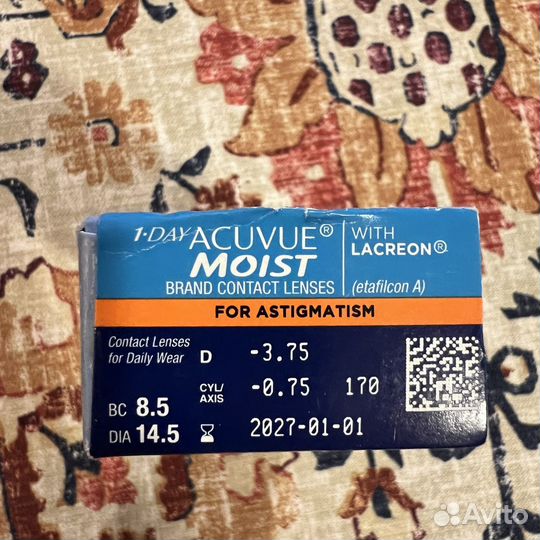 1·DAY ACUVUE® WITH
MOIST LACREON®
BRAND CONTACT LENSES (etafilcon A)
FOR ASTIGMATISM
Contact Lenses
for Daily Wear D -3.75
CYL/
AXIS -0.75 170
BC 8.5
DIA 14.5 2027-01-01
Avito